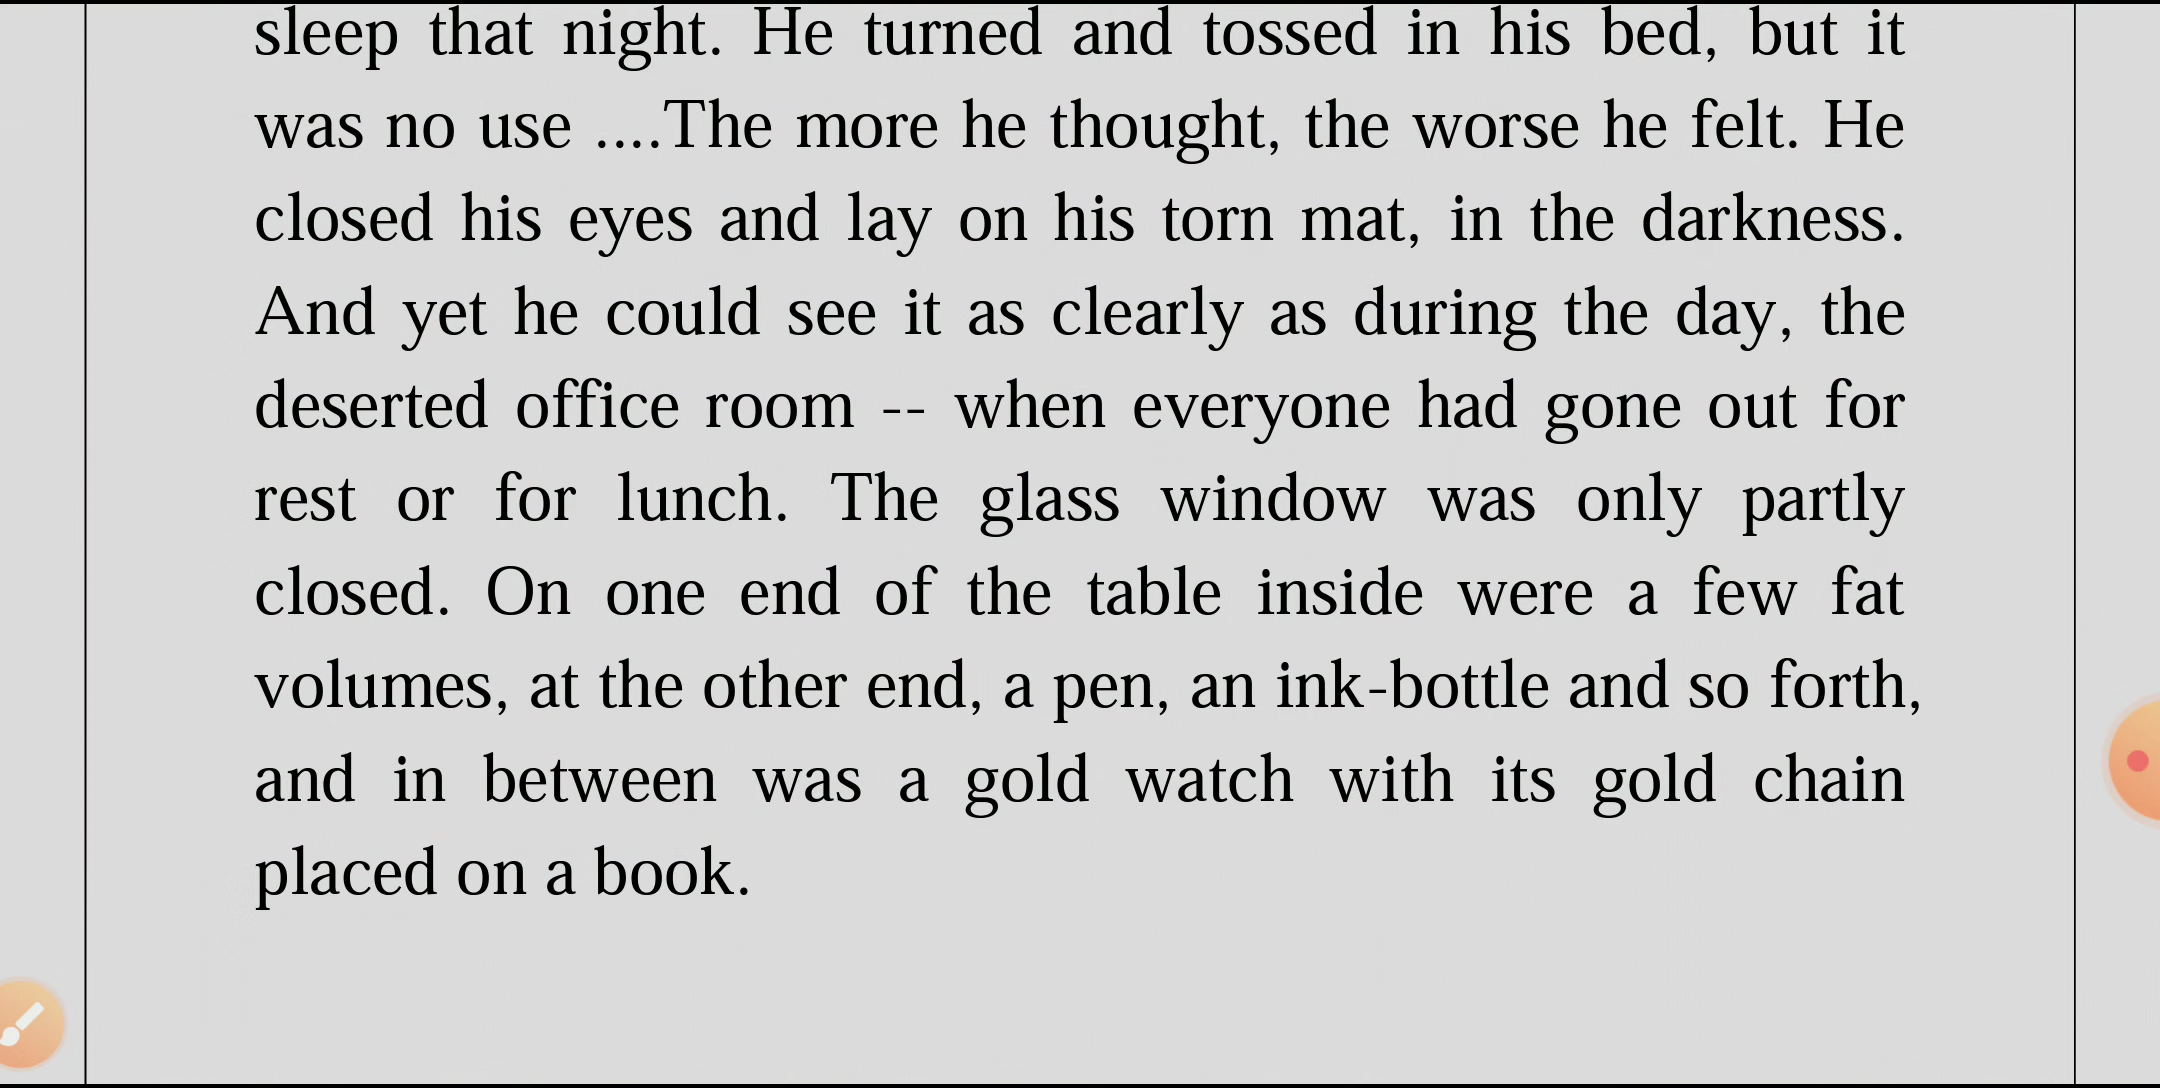 sleep that night. He turned and tossed in his bed, but it
was no use ....The more he thought, the worse he felt. He
closed his eyes and lay on his torn mat, in the darkness.
And yet he could see it as clearly as during the day, the
deserted office room -- when everyone had gone out for
rest or for lunch. The glass window was only partly
closed. On one end of the table inside were a few fat
volumes, at the other end, a pen, an ink-bottle and so forth,
and in between was a gold watch with its gold chain
placed on a book.